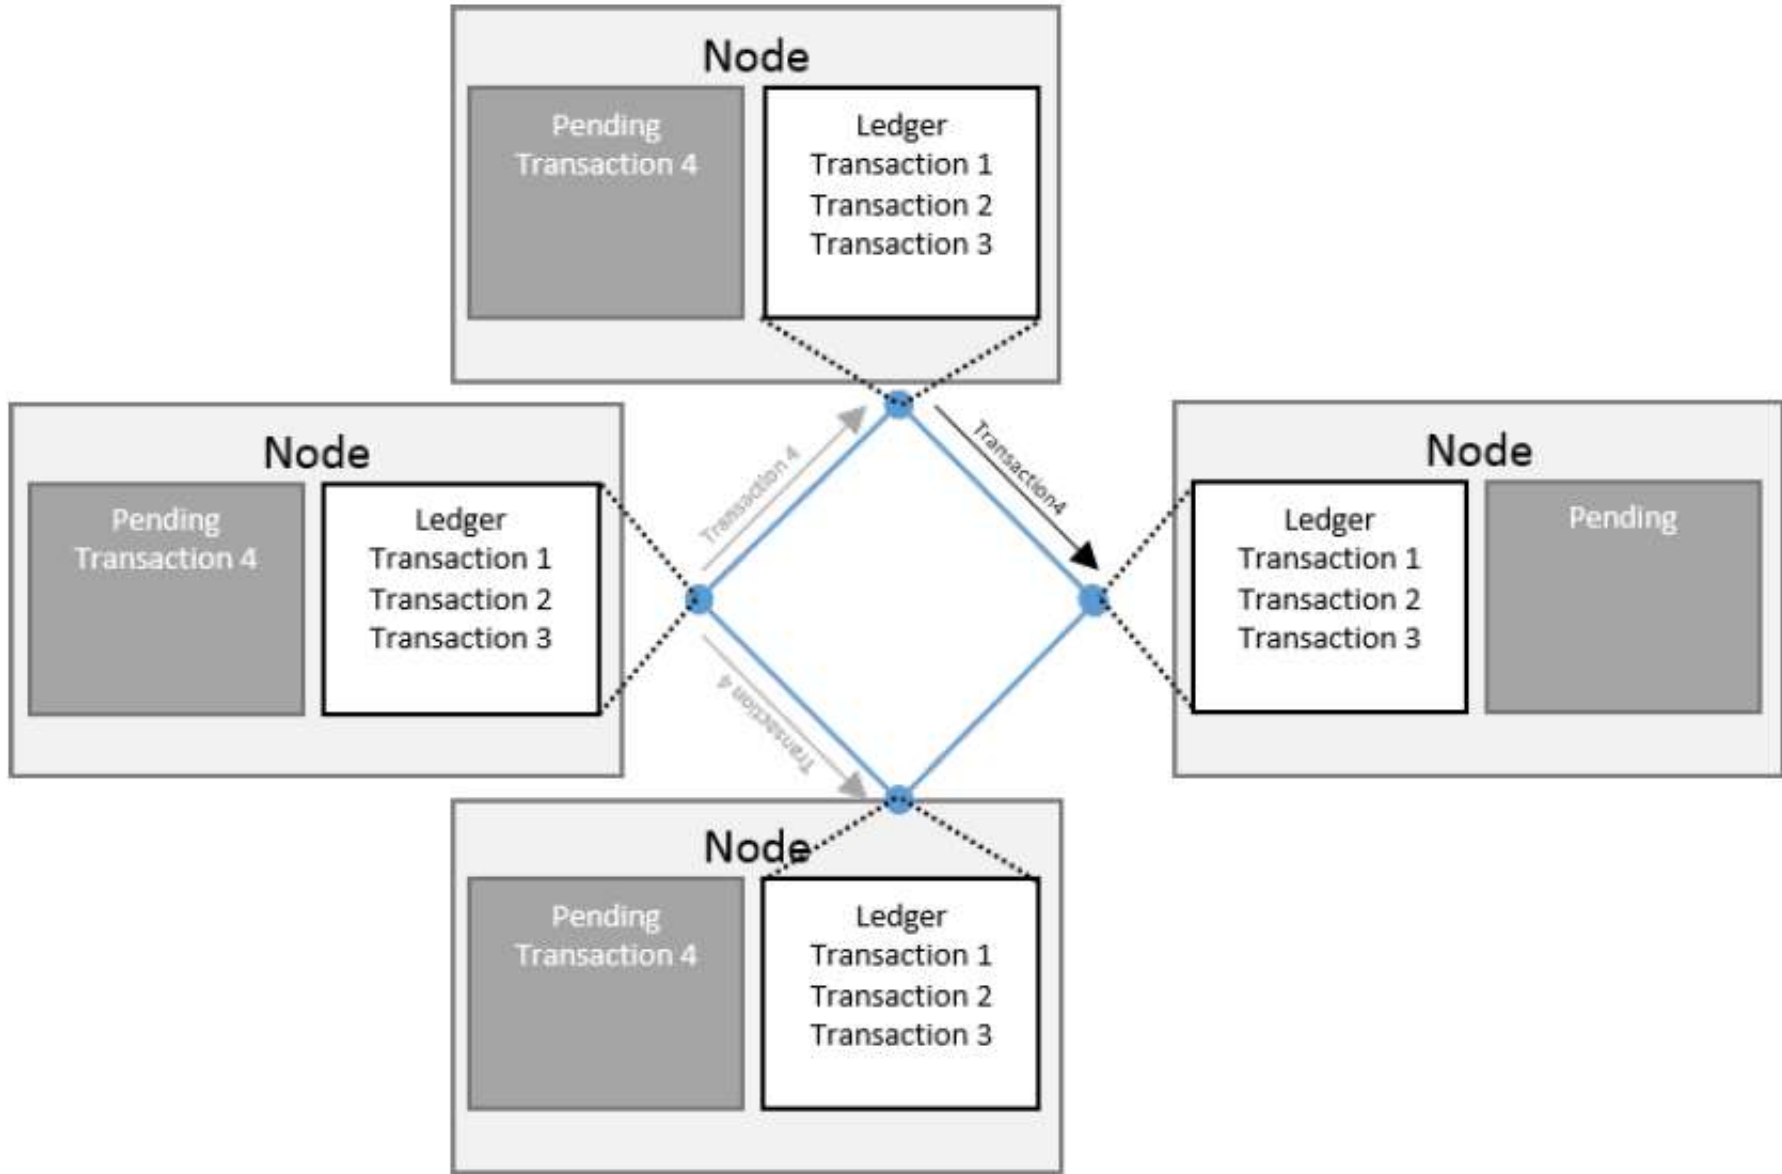 Node
Pending
Transaction 4
Ledger
Transaction 1
Transaction 2
Transaction 3
Node
Pending
Transaction 4
Ledger
Transaction 1
Transaction 2
Transaction 3
Transaction 4
Transaction4
Transaction 4
Node
Ledger
Transaction 1
Transaction 2
Transaction 3
Pending
Node
Pending
Transaction 4
Ledger
Transaction 1
Transaction 2
Transaction 3